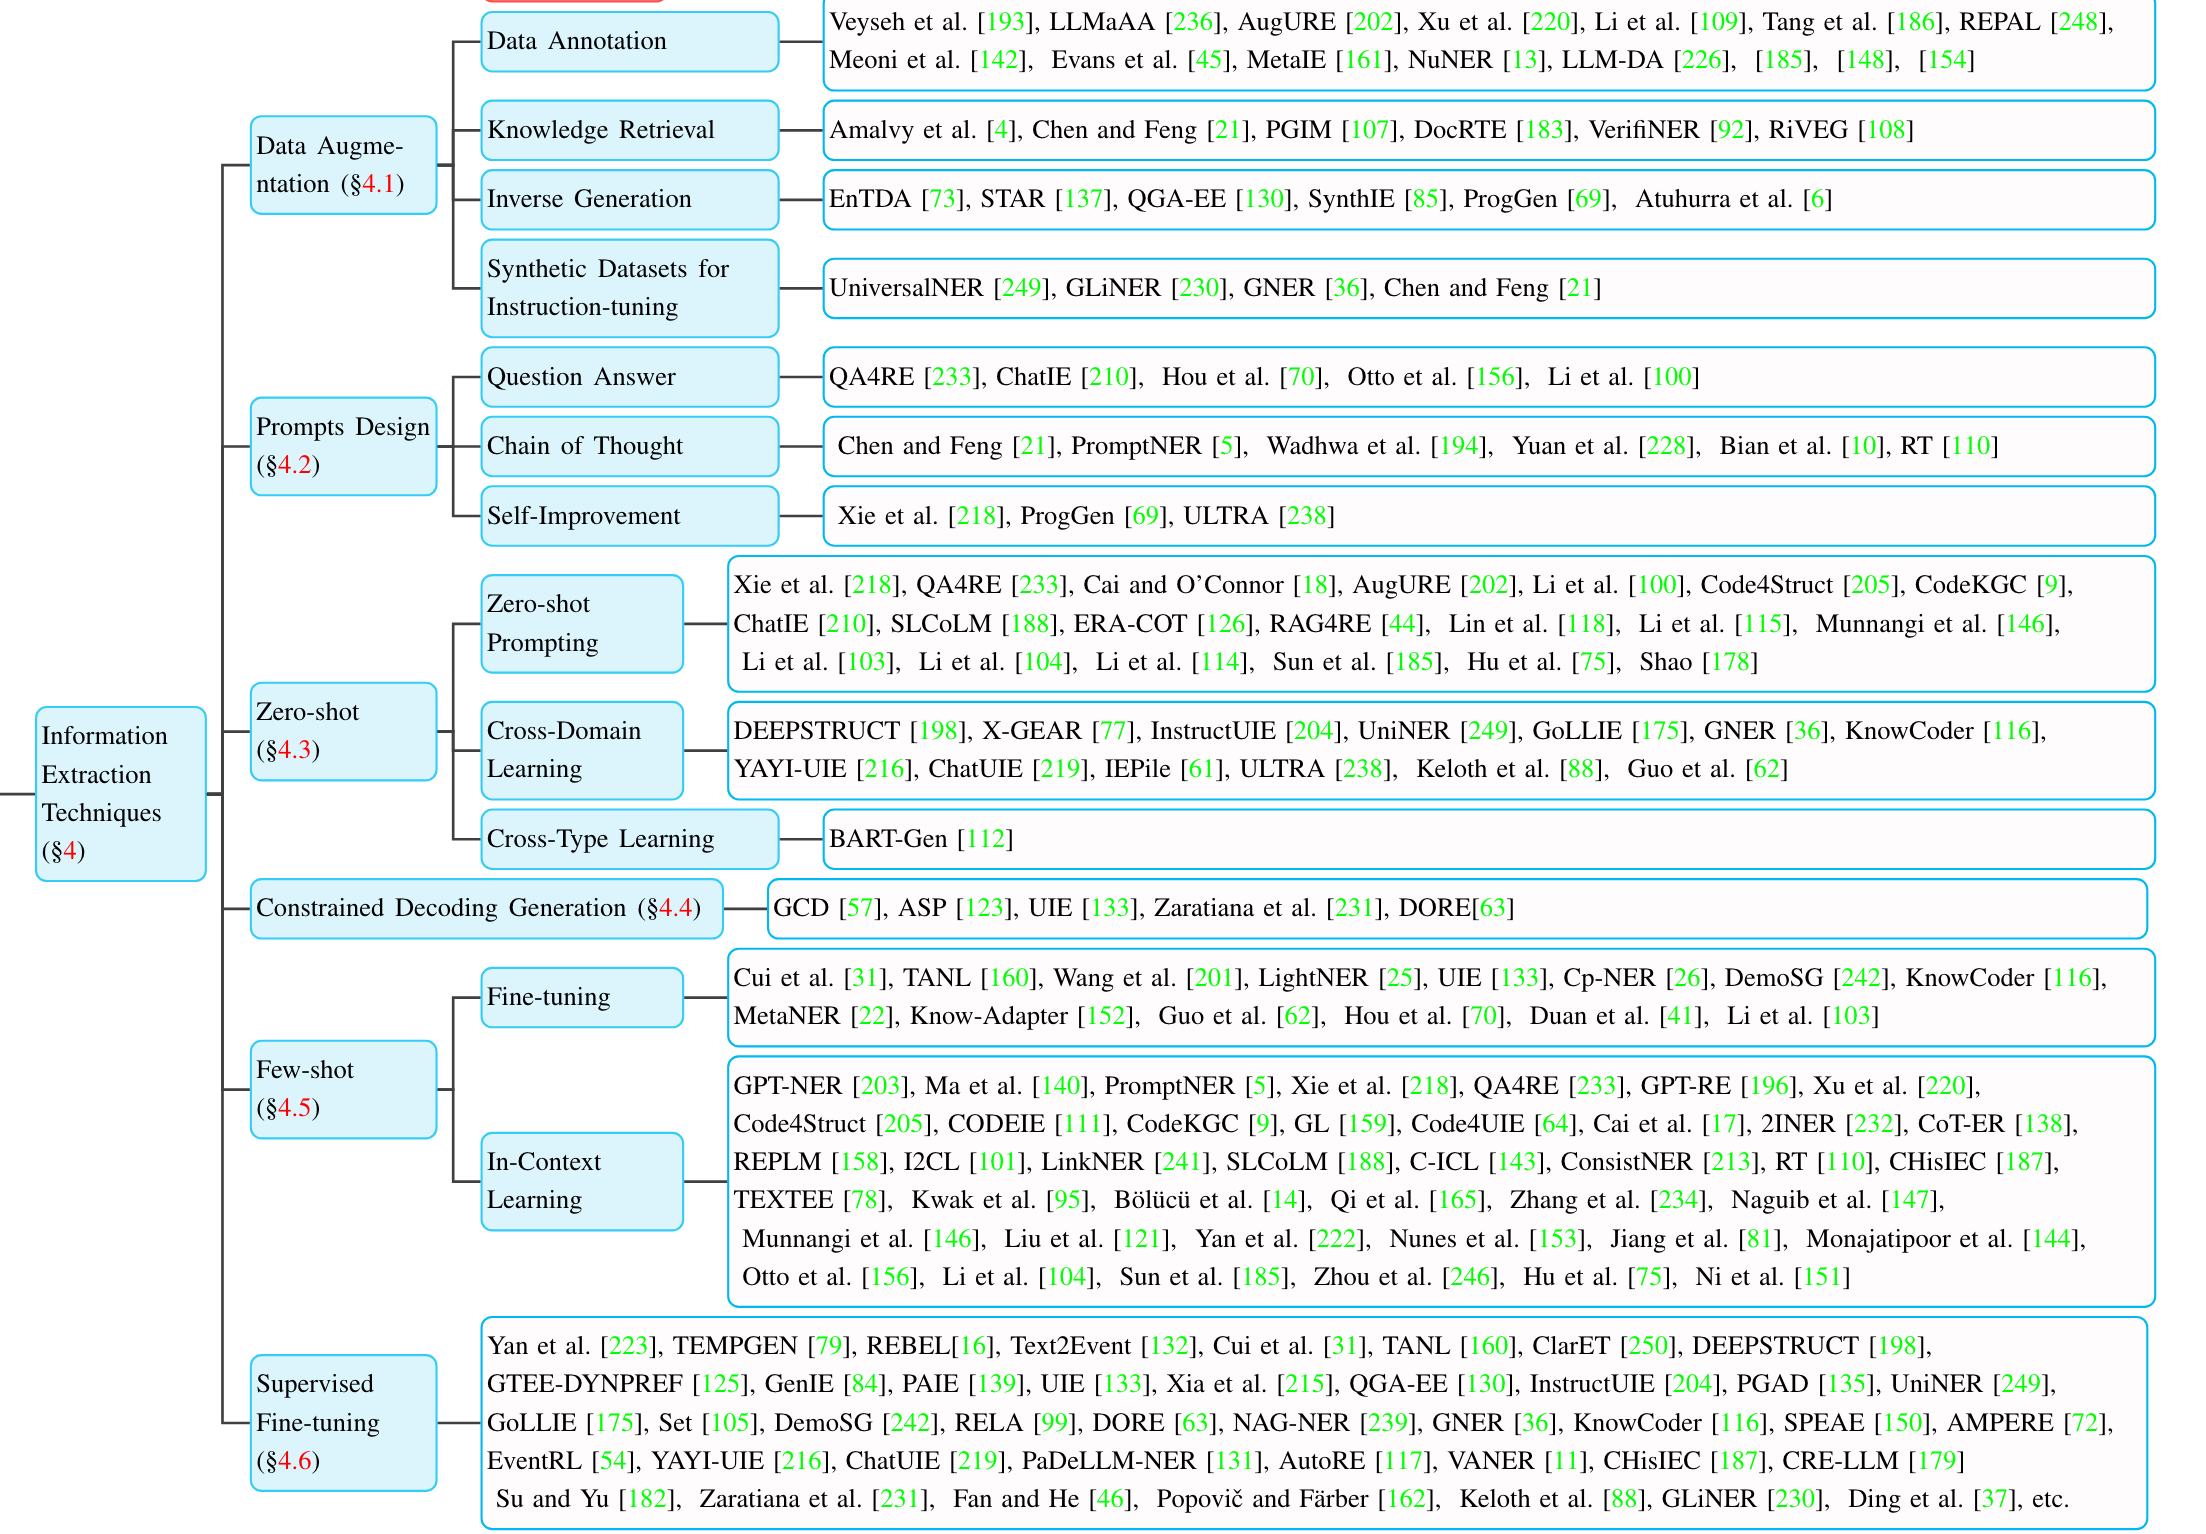 Information
Extraction
Techniques
(§4)
Data Augme-
ntation (§4.1)
Data Annotation
Veyseh et al. [193], LLMaAA [236], AugURE [202], Xu et al. [220], Li et al. [109], Tang et al. [186], REPAL [248],
Meoni et al. [142], Evans et al. [45], MetaIE [161], NuNER [13], LLM-DA [226], [185], [148], [154]
Knowledge Retrieval
Amalvy et al. [4], Chen and Feng [21], PGIM [107], DocRTE [183], VerifiNER [92], RiVEG [108]
Inverse Generation
EnTDA [73], STAR [137], QGA-EE [130], SynthIE [85], ProgGen [69], Atuhurra et al. [6]
Synthetic Datasets for
Instruction-tuning
UniversalNER [249], GLiNER [230], GNER [36], Chen and Feng [21]
Prompts Design
(§4.2)
Question Answer
QA4RE [233], ChatIE [210], Hou et al. [70], Otto et al. [156], Li et al. [100]
Chain of Thought
Chen and Feng [21], PromptNER [5], Wadhwa et al. [194], Yuan et al. [228], Bian et al. [10], RT [110]
Self-Improvement
Xie et al. [218], ProgGen [69], ULTRA [238]
Zero-shot
(§4.3)
Zero-shot
Prompting
Xie et al. [218], QA4RE [233], Cai and O'Connor [18], AugURE [202], Li et al. [100], Code4Struct [205], CodeKGC [9],
ChatIE [210], SLCoLM [188], ERA-COT [126], RAG4RE [44], Lin et al. [118], Li et al. [115], Munnangi et al. [146],
Li et al. [103], Li et al. [104], Li et al. [114], Sun et al. [185], Hu et al. [75], Shao [178]
Cross-Domain
Learning
DEEPSTRUCT [198], X-GEAR [77], InstructUIE [204], UniNER [249], GoLLIE [175], GNER [36], KnowCoder [116],
YAYI-UIE [216], ChatUIE [219], IEPile [61], ULTRA [238], Keloth et al. [88], Guo et al. [62]
Cross-Type Learning
BART-Gen [112]
Constrained Decoding Generation (§4.4)
GCD [57], ASP [123], UIE [133], Zaratiana et al. [231], DORE[63]
Few-shot
(§4.5)
Fine-tuning
Cui et al. [31], TANL [160], Wang et al. [201], LightNER [25], UIE [133], Cp-NER [26], DemoSG [242], KnowCoder [116],
MetaNER [22], Know-Adapter [152], Guo et al. [62], Hou et al. [70], Duan et al. [41], Li et al. [103]
In-Context
Learning
GPT-NER [203], Ma et al. [140], PromptNER [5], Xie et al. [218], QA4RE [233], GPT-RE [196], Xu et al. [220],
Code4Struct [205], CODEIE [111], CodeKGC [9], GL [159], Code4UIE [64], Cai et al. [17], 2INER [232], CoT-ER [138],
REPLM [158], I2CL [101], LinkNER [241], SLCoLM [188], C-ICL [143], ConsistNER [213], RT [110], CHisIEC [187],
TEXTEE [78], Kwak et al. [95], Bölücü et al. [14], Qi et al. [165], Zhang et al. [234], Naguib et al. [147],
Munnangi et al. [146], Liu et al. [121], Yan et al. [222], Nunes et al. [153], Jiang et al. [81], Monajatipoor et al. [144],
Otto et al. [156], Li et al. [104], Sun et al. [185], Zhou et al. [246], Hu et al. [75], Ni et al. [151]
Supervised
Fine-tuning
(§4.6)
Yan et al. [223], TEMPGEN [79], REBEL[16], Text2Event [132], Cui et al. [31], TANL [160], ClarET [250], DEEPSTRUCT [198],
GTEE-DYNPREF [125], GenIE [84], PAIE [139], UIE [133], Xia et al. [215], QGA-EE [130], InstructUIE [204], PGAD [135], UniNER [249],
GoLLIE [175], Set [105], DemoSG [242], RELA [99], DORE [63], NAG-NER [239], GNER [36], KnowCoder [116], SPEAE [150], AMPERE [72],
EventRL [54], YAYI-UIE [216], ChatUIE [219], PaDeLLM-NER [131], AutoRE [117], VANER [11], CHisIEC [187], CRE-LLM [179]
Su and Yu [182], Zaratiana et al. [231], Fan and He [46], Popovič and Färber [162], Keloth et al. [88], GLiNER [230], Ding et al. [37], etc.